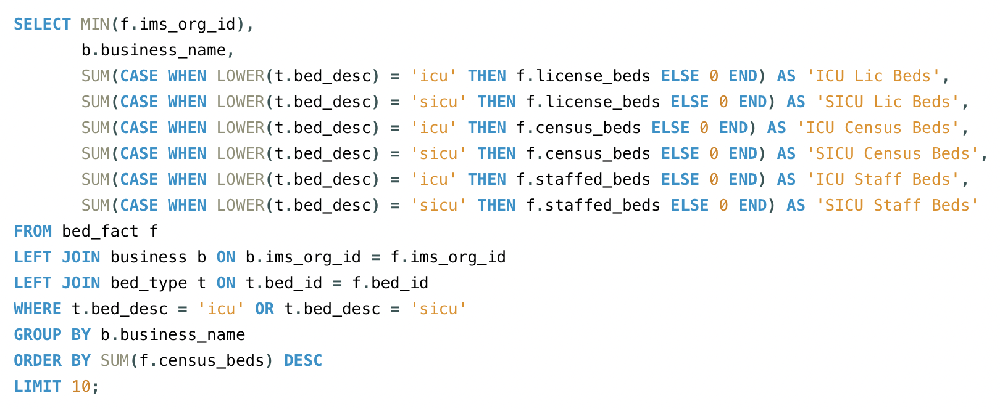 SELECT MIN(f.ims_org_id),
       b.business_name,
       SUM(CASE WHEN LOWER(t.bed_desc) = 'icu' THEN f.license_beds ELSE 0 END) AS 'ICU Lic Beds',
       SUM(CASE WHEN LOWER(t.bed_desc) = 'sicu' THEN f.license_beds ELSE 0 END) AS 'SICU Lic Beds',
       SUM(CASE WHEN LOWER(t.bed_desc) = 'icu' THEN f.census_beds ELSE 0 END) AS 'ICU Census Beds',
       SUM(CASE WHEN LOWER(t.bed_desc) = 'sicu' THEN f.census_beds ELSE 0 END) AS 'SICU Census Beds',
       SUM(CASE WHEN LOWER(t.bed_desc) = 'icu' THEN f.staffed_beds ELSE 0 END) AS 'ICU Staff Beds',
       SUM(CASE WHEN LOWER(t.bed_desc) = 'sicu' THEN f.staffed_beds ELSE 0 END) AS 'SICU Staff Beds'
FROM bed_fact f
LEFT JOIN business b ON b.ims_org_id = f.ims_org_id
LEFT JOIN bed_type t ON t.bed_id = f.bed_id
WHERE t.bed_desc = 'icu' OR t.bed_desc = 'sicu'
GROUP BY b.business_name
ORDER BY SUM(f.census_beds) DESC
LIMIT 10;